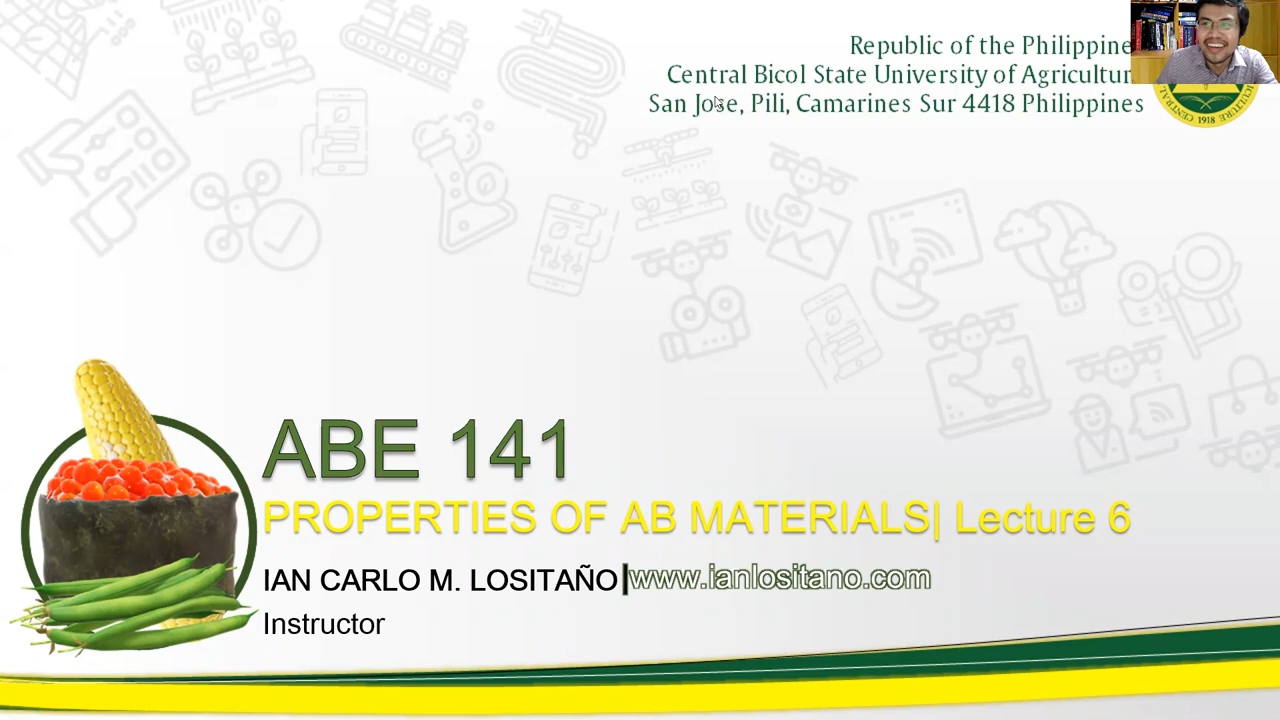 Republic of the Philippine
Central Bicol State University of Agricultur
San Jose, Pili, Camarines Sur 4418 Philippines
1918
ABE 141
PROPERTIES OF AB MATERIALS| Lecture 6
IAN CARLO M. LOSITAÑO|www.ianlositano.com
Instructor